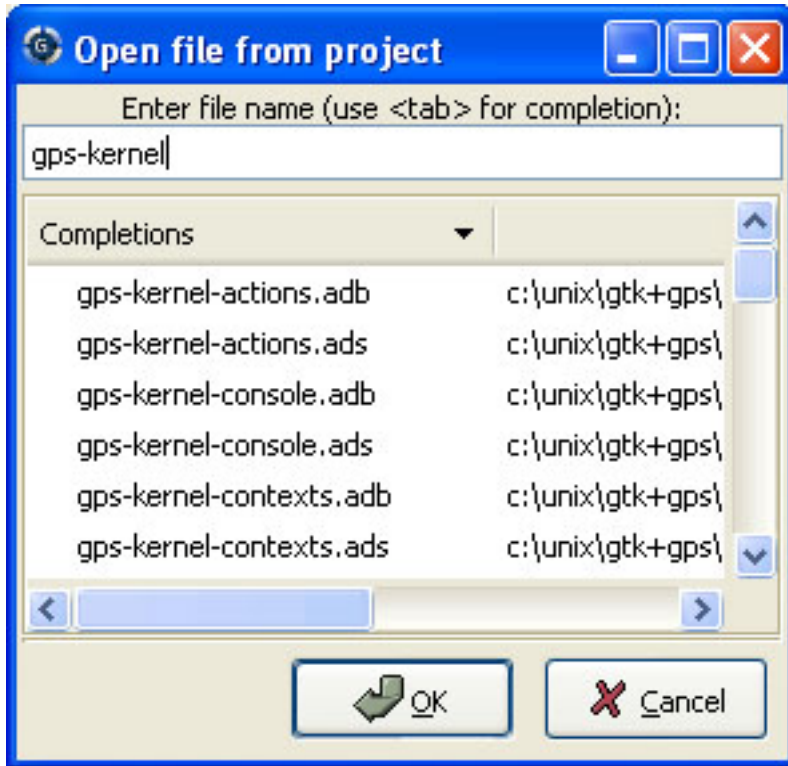 Open file from project
Enter file name (use <tab> for completion):
gps-kernel
Completions
gps-kernel-actions.adb c:\unix\gtk+gps\
gps-kernel-actions.ads c:\unix\gtk+gps\
gps-kernel-console.adb c:\unix\gtk+gps\
gps-kernel-console.ads c:\unix\gtk+gps\
gps-kernel-contexts.adb c:\unix\gtk+gps\
gps-kernel-contexts.ads c:\unix\gtk+gps\
OK Cancel